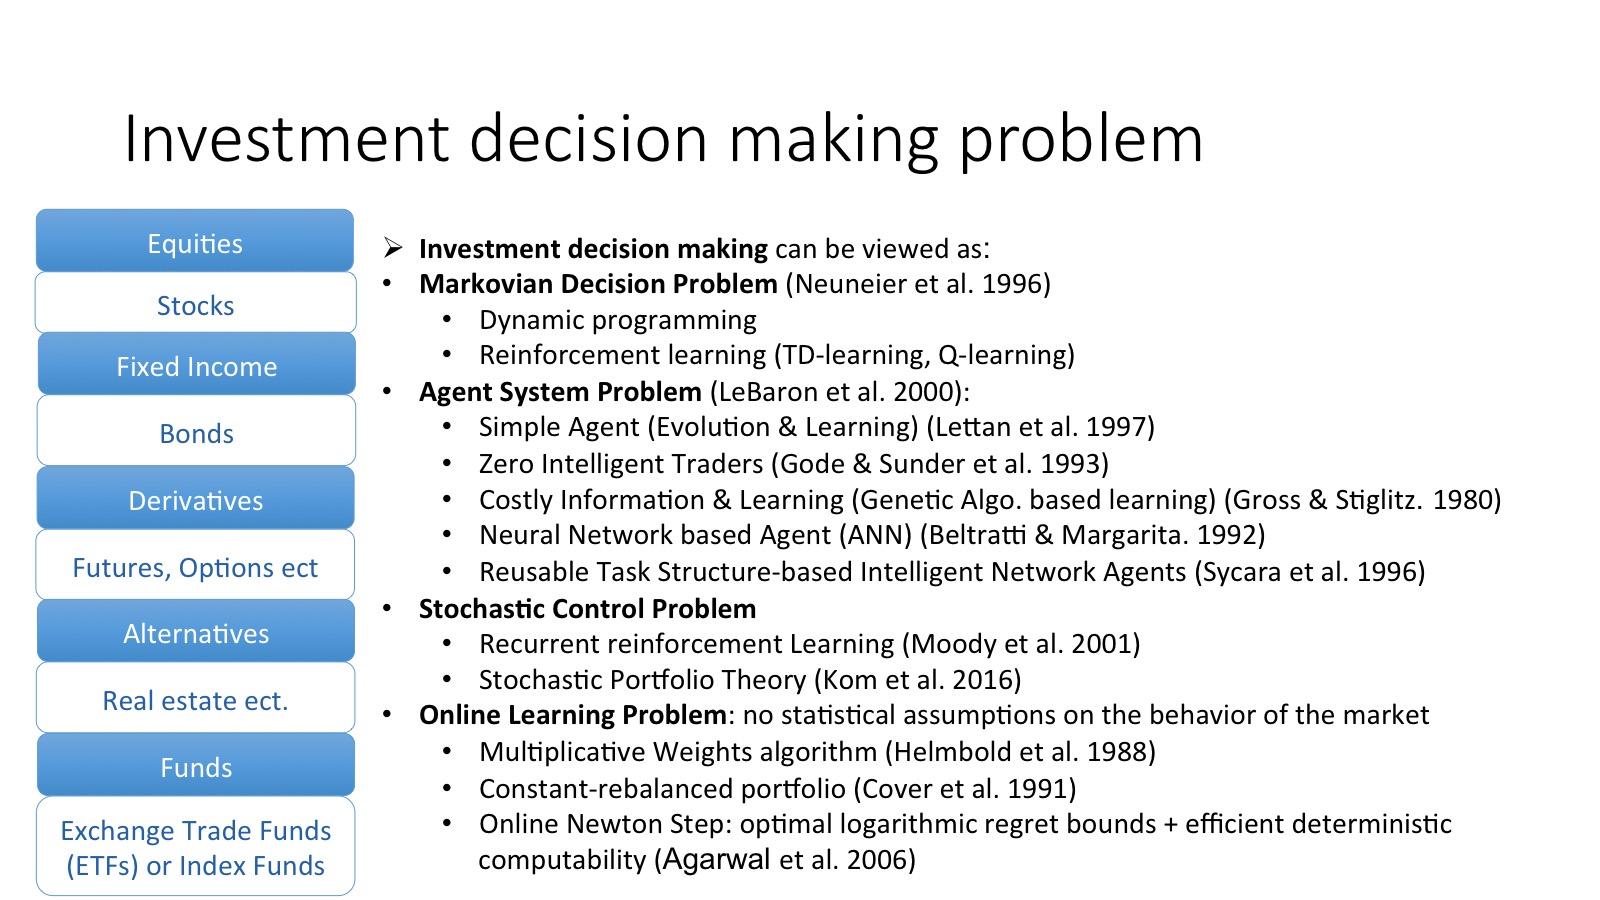 Investment decision making problem
Equities
Stocks
Fixed Income
Bonds
Derivatives
Futures, Options ect
Alternatives
Real estate ect.
Funds
Exchange Trade Funds
(ETFs) or Index Funds
➢ Investment decision making can be viewed as:
• Markovian Decision Problem (Neuneier et al. 1996)
• Dynamic programming
• Reinforcement learning (TD-learning, Q-learning)
• Agent System Problem (LeBaron et al. 2000):
• Simple Agent (Evolution & Learning) (Lettan et al. 1997)
• Zero Intelligent Traders (Gode & Sunder et al. 1993)
• Costly Information & Learning (Genetic Algo. based learning) (Gross & Stiglitz. 1980)
• Neural Network based Agent (ANN) (Beltratti & Margarita. 1992)
• Reusable Task Structure-based Intelligent Network Agents (Sycara et al. 1996)
• Stochastic Control Problem
• Recurrent reinforcement Learning (Moody et al. 2001)
• Stochastic Portfolio Theory (Kom et al. 2016)
• Online Learning Problem: no statistical assumptions on the behavior of the market
• Multiplicative Weights algorithm (Helmbold et al. 1988)
• Constant-rebalanced portfolio (Cover et al. 1991)
• Online Newton Step: optimal logarithmic regret bounds + efficient deterministic
computability (Agarwal et al. 2006)